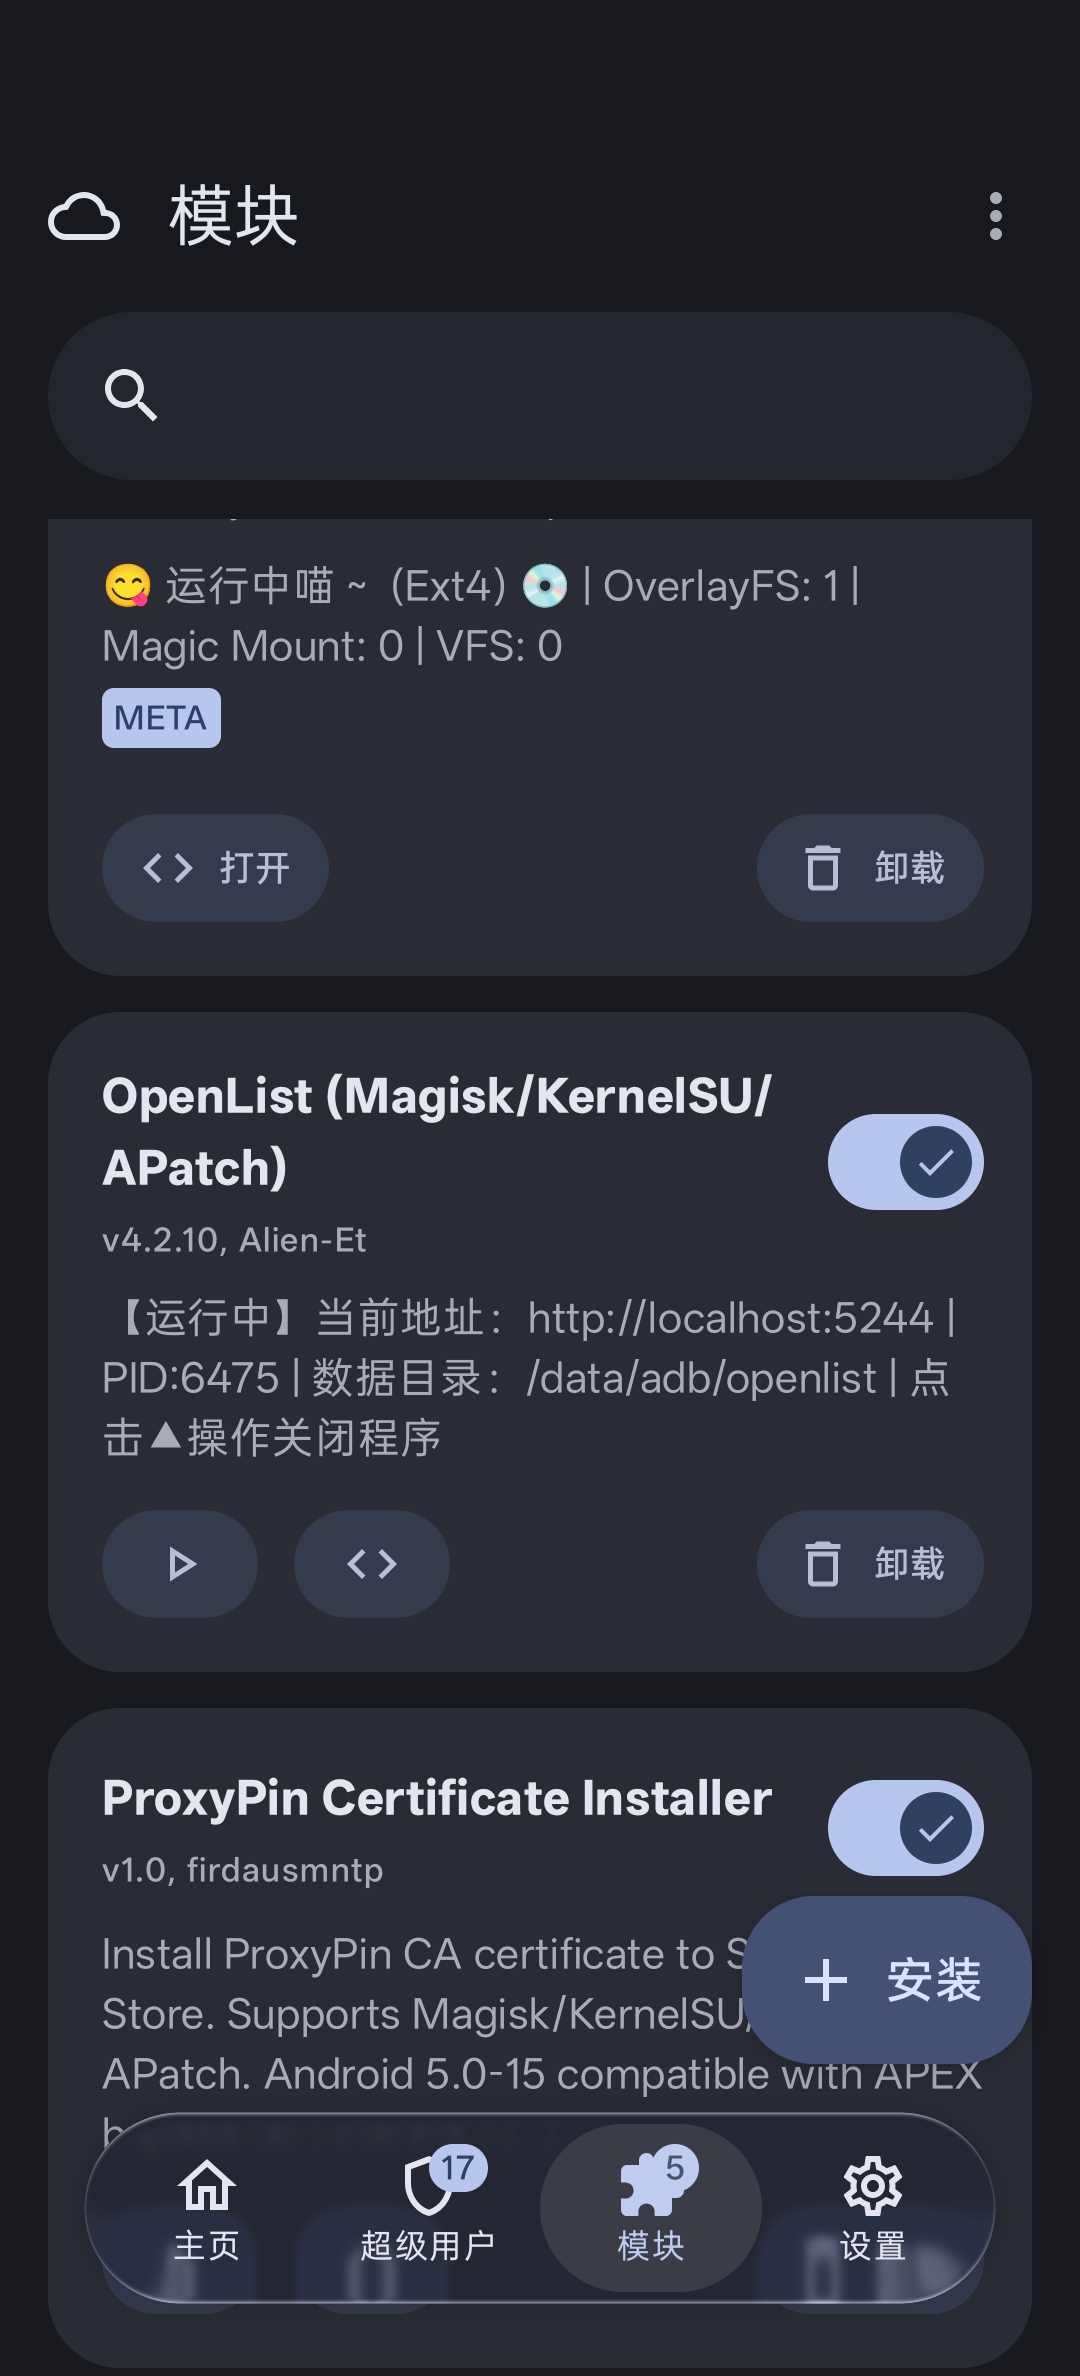 模块
😋 运行中喵 ~ (Ext4) 💿 | OverlayFS: 1 |
Magic Mount: 0 | VFS: 0
META
打开
卸载
OpenList (Magisk/KernelSU/
APatch)
v4.2.10, Alien-Et
【运行中】当前地址：http://localhost:5244 |
PID:6475 | 数据目录：/data/adb/openlist | 点
击▲操作关闭程序
卸载
ProxyPin Certificate Installer
v1.0, firdausmntp
Install ProxyPin CA certificate to
Store. Supports Magisk/KernelSU/
安装
APatch. Android 5.0-15 compatible with APEX
17
5
主页
超级用户
模块
设置